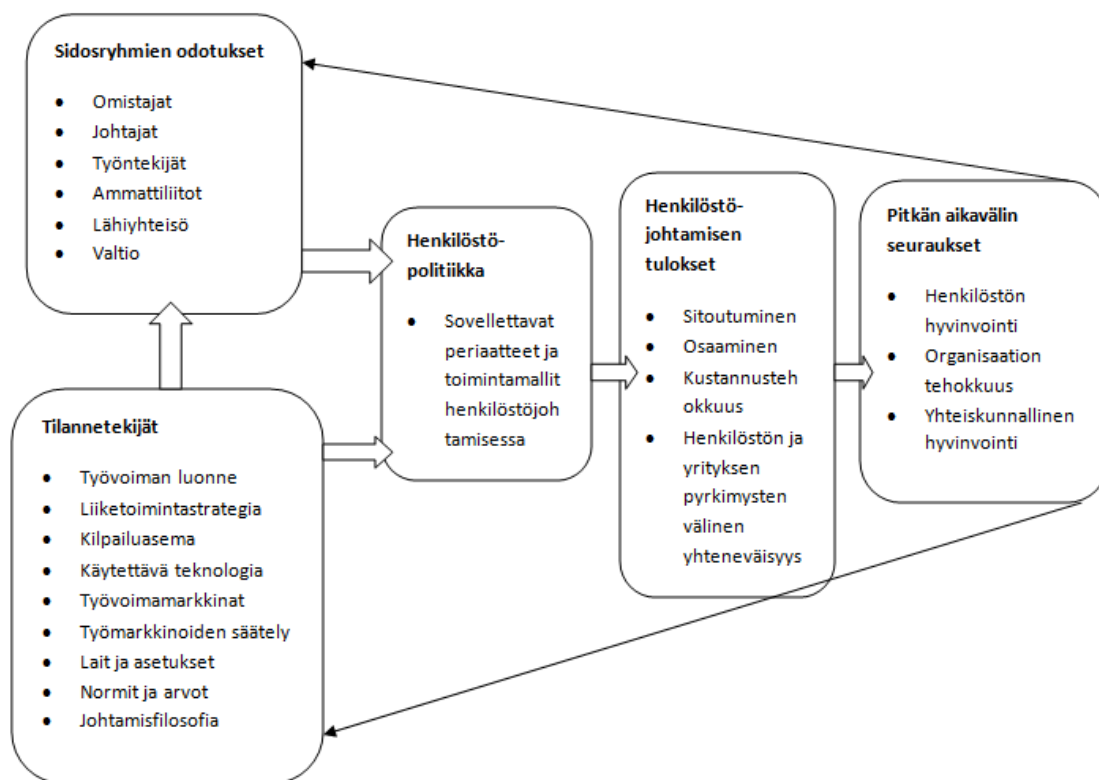 Sidosryhmien odotukset
• Omistajat
• Johtajat
• Työntekijät
• Ammattiliitot
• Lähiyhteisö
• Valtio
Tilannetekijät
• Työvoiman luonne
• Liiketoimintastrategia
• Kilpailuasema
• Käytettävä teknologia
• Työvoimamarkkinat
• Työmarkkinoiden säätely
• Lait ja asetukset
• Normit ja arvot
• Johtamisfilosofia
Henkilöstö-
politiikka
• Sovellettavat
periaatteet ja
toimintamallit
henkilöstöjoh
tamisessa
Henkilöstö-
johtamisen
tulokset
• Sitoutuminen
• Osaaminen
• Kustannusteh
okkuus
• Henkilöstön ja
yrityksen
pyrkimysten
välinen
yhteneväisyys
Pitkän aikavälin
seuraukset
• Henkilöstön
hyvinvointi
• Organisaation
tehokkuus
• Yhteiskunnallinen
hyvinvointi